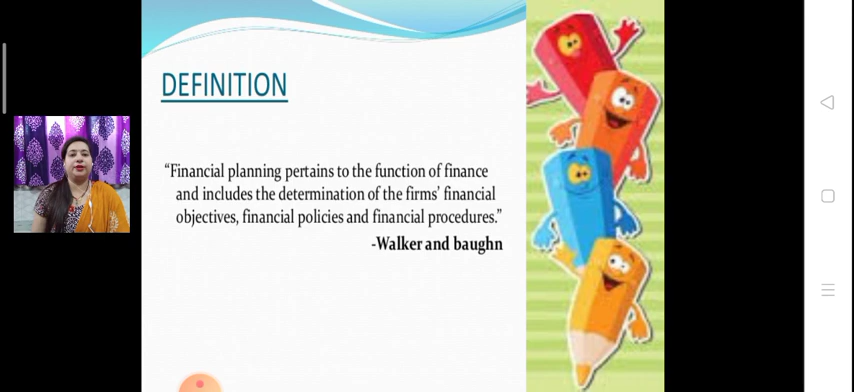 DEFINITION
“Financial planning pertains to the function of finance
and includes the determination of the firms’ financial
objectives, financial policies and financial procedures.”
-Walker and baughn